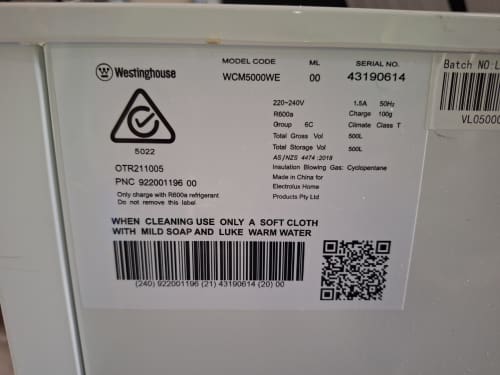 Westinghouse
MODEL CODE ML SERIAL NO.
WCM5000WE 00 43190614
Batch NO
VL0500
5022
OTR211005
PNC 922001196 00
Only charge with R600a refrigerant
Do not remove this label
220~240V 1.5A 50Hz
R600a Charge 100g
Group 6C Climate Class T
Total Gross Vol 500L
Total Storage Vol 500L
AS/NZS 4474:2018
Insulation Blowing Gas: Cyclopentane
Made in China for
Electrolux Home
Products Pty Ltd
WHEN CLEANING USE ONLY A SOFT CLOTH
WITH MILD SOAP AND LUKE WARM WATER
(240) 922001196 (21) 43190614 (20) 00